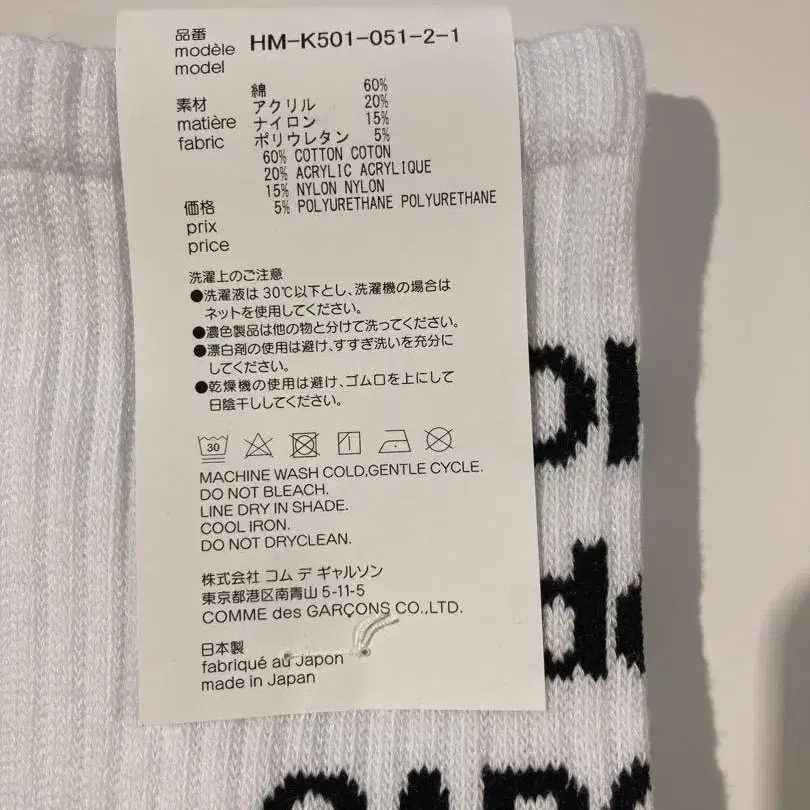 品番
modèle
model
HM-K501-051-2-1
素材
matière
fabric
綿 60%
アクリル 20%
ナイロン 15%
ポリウレタン 5%
60% COTTON COTON
20% ACRYLIC ACRYLIQUE
15% NYLON NYLON
5% POLYURETHANE POLYURETHANE
価格
prix
price
洗濯上のご注意
●洗濯液は30℃以下とし、洗濯機の場合は
ネットを使用してください。
●濃色製品は他の物と分けて洗ってください。
●漂白剤の使用は避け、すすぎ洗いを充分に
してください。
●乾燥機の使用は避け、ゴム口を上にして
日陰干ししてください。
30
MACHINE WASH COLD,GENTLE CYCLE.
DO NOT BLEACH.
LINE DRY IN SHADE.
COOL IRON.
DO NOT DRYCLEAN.
株式会社 コム デ ギャルソン
東京都港区南青山 5-11-5
COMME des GARÇONS CO.,LTD.
日本製
fabriqué au Japon
made in Japan